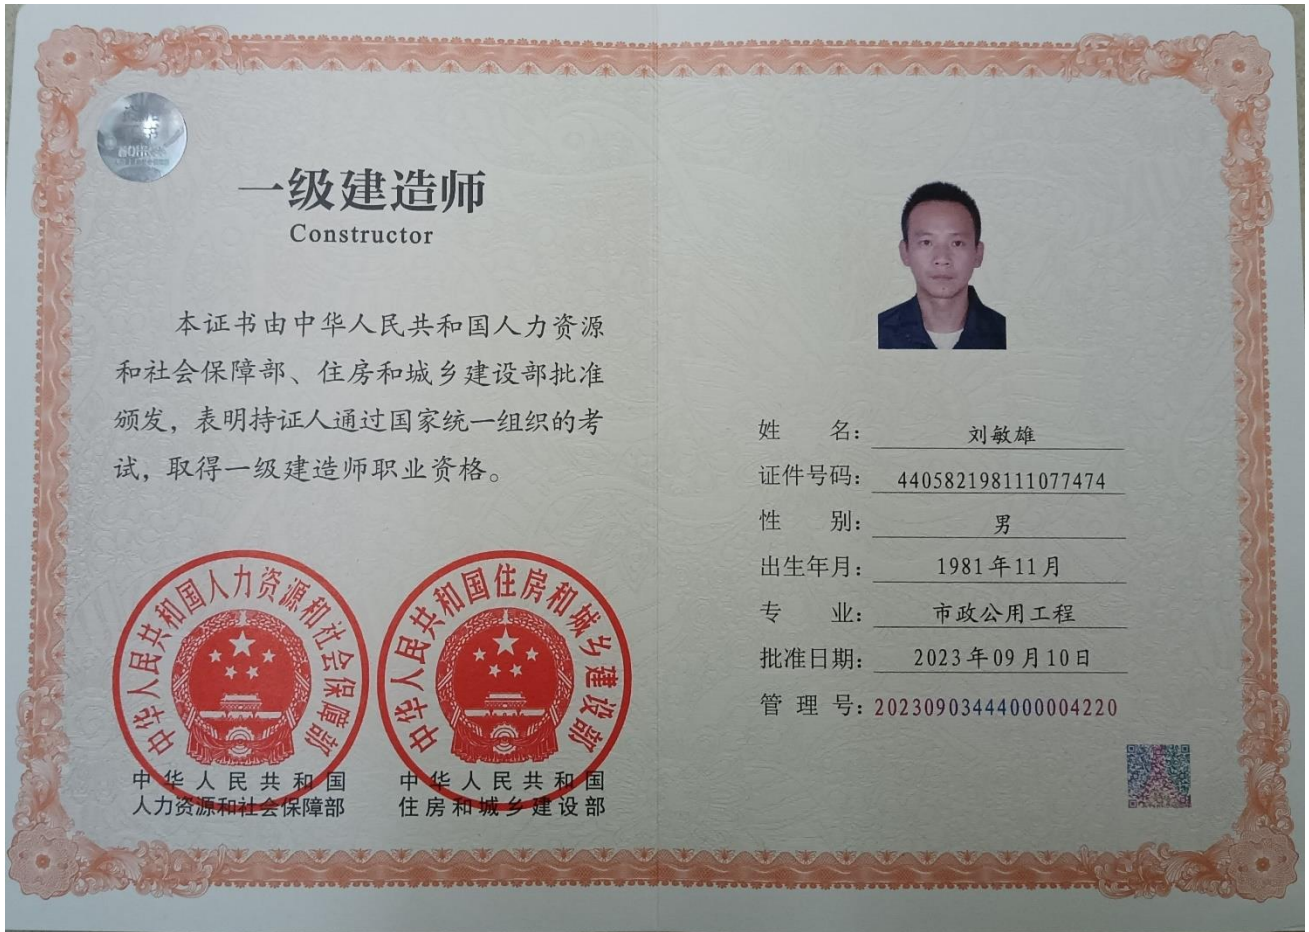 一级建造师
Constructor
本证书由中华人民共和国人力资源
和社会保障部、住房和城乡建设部批准
颁发，表明持证人通过国家统一组织的考
试，取得一级建造师职业资格。
中华人民共和国人力资源和社会保障部
中华人民共和国住房和城乡建设部
中华人民共和国
人力资源和社会保障部
中华人民共和国
住房和城乡建设部
姓名：刘敏雄
证件号码：440582198111077474
性别：男
出生年月：1981年11月
专业：市政公用工程
批准日期：2023年09月10日
管理号：20230903444000004220